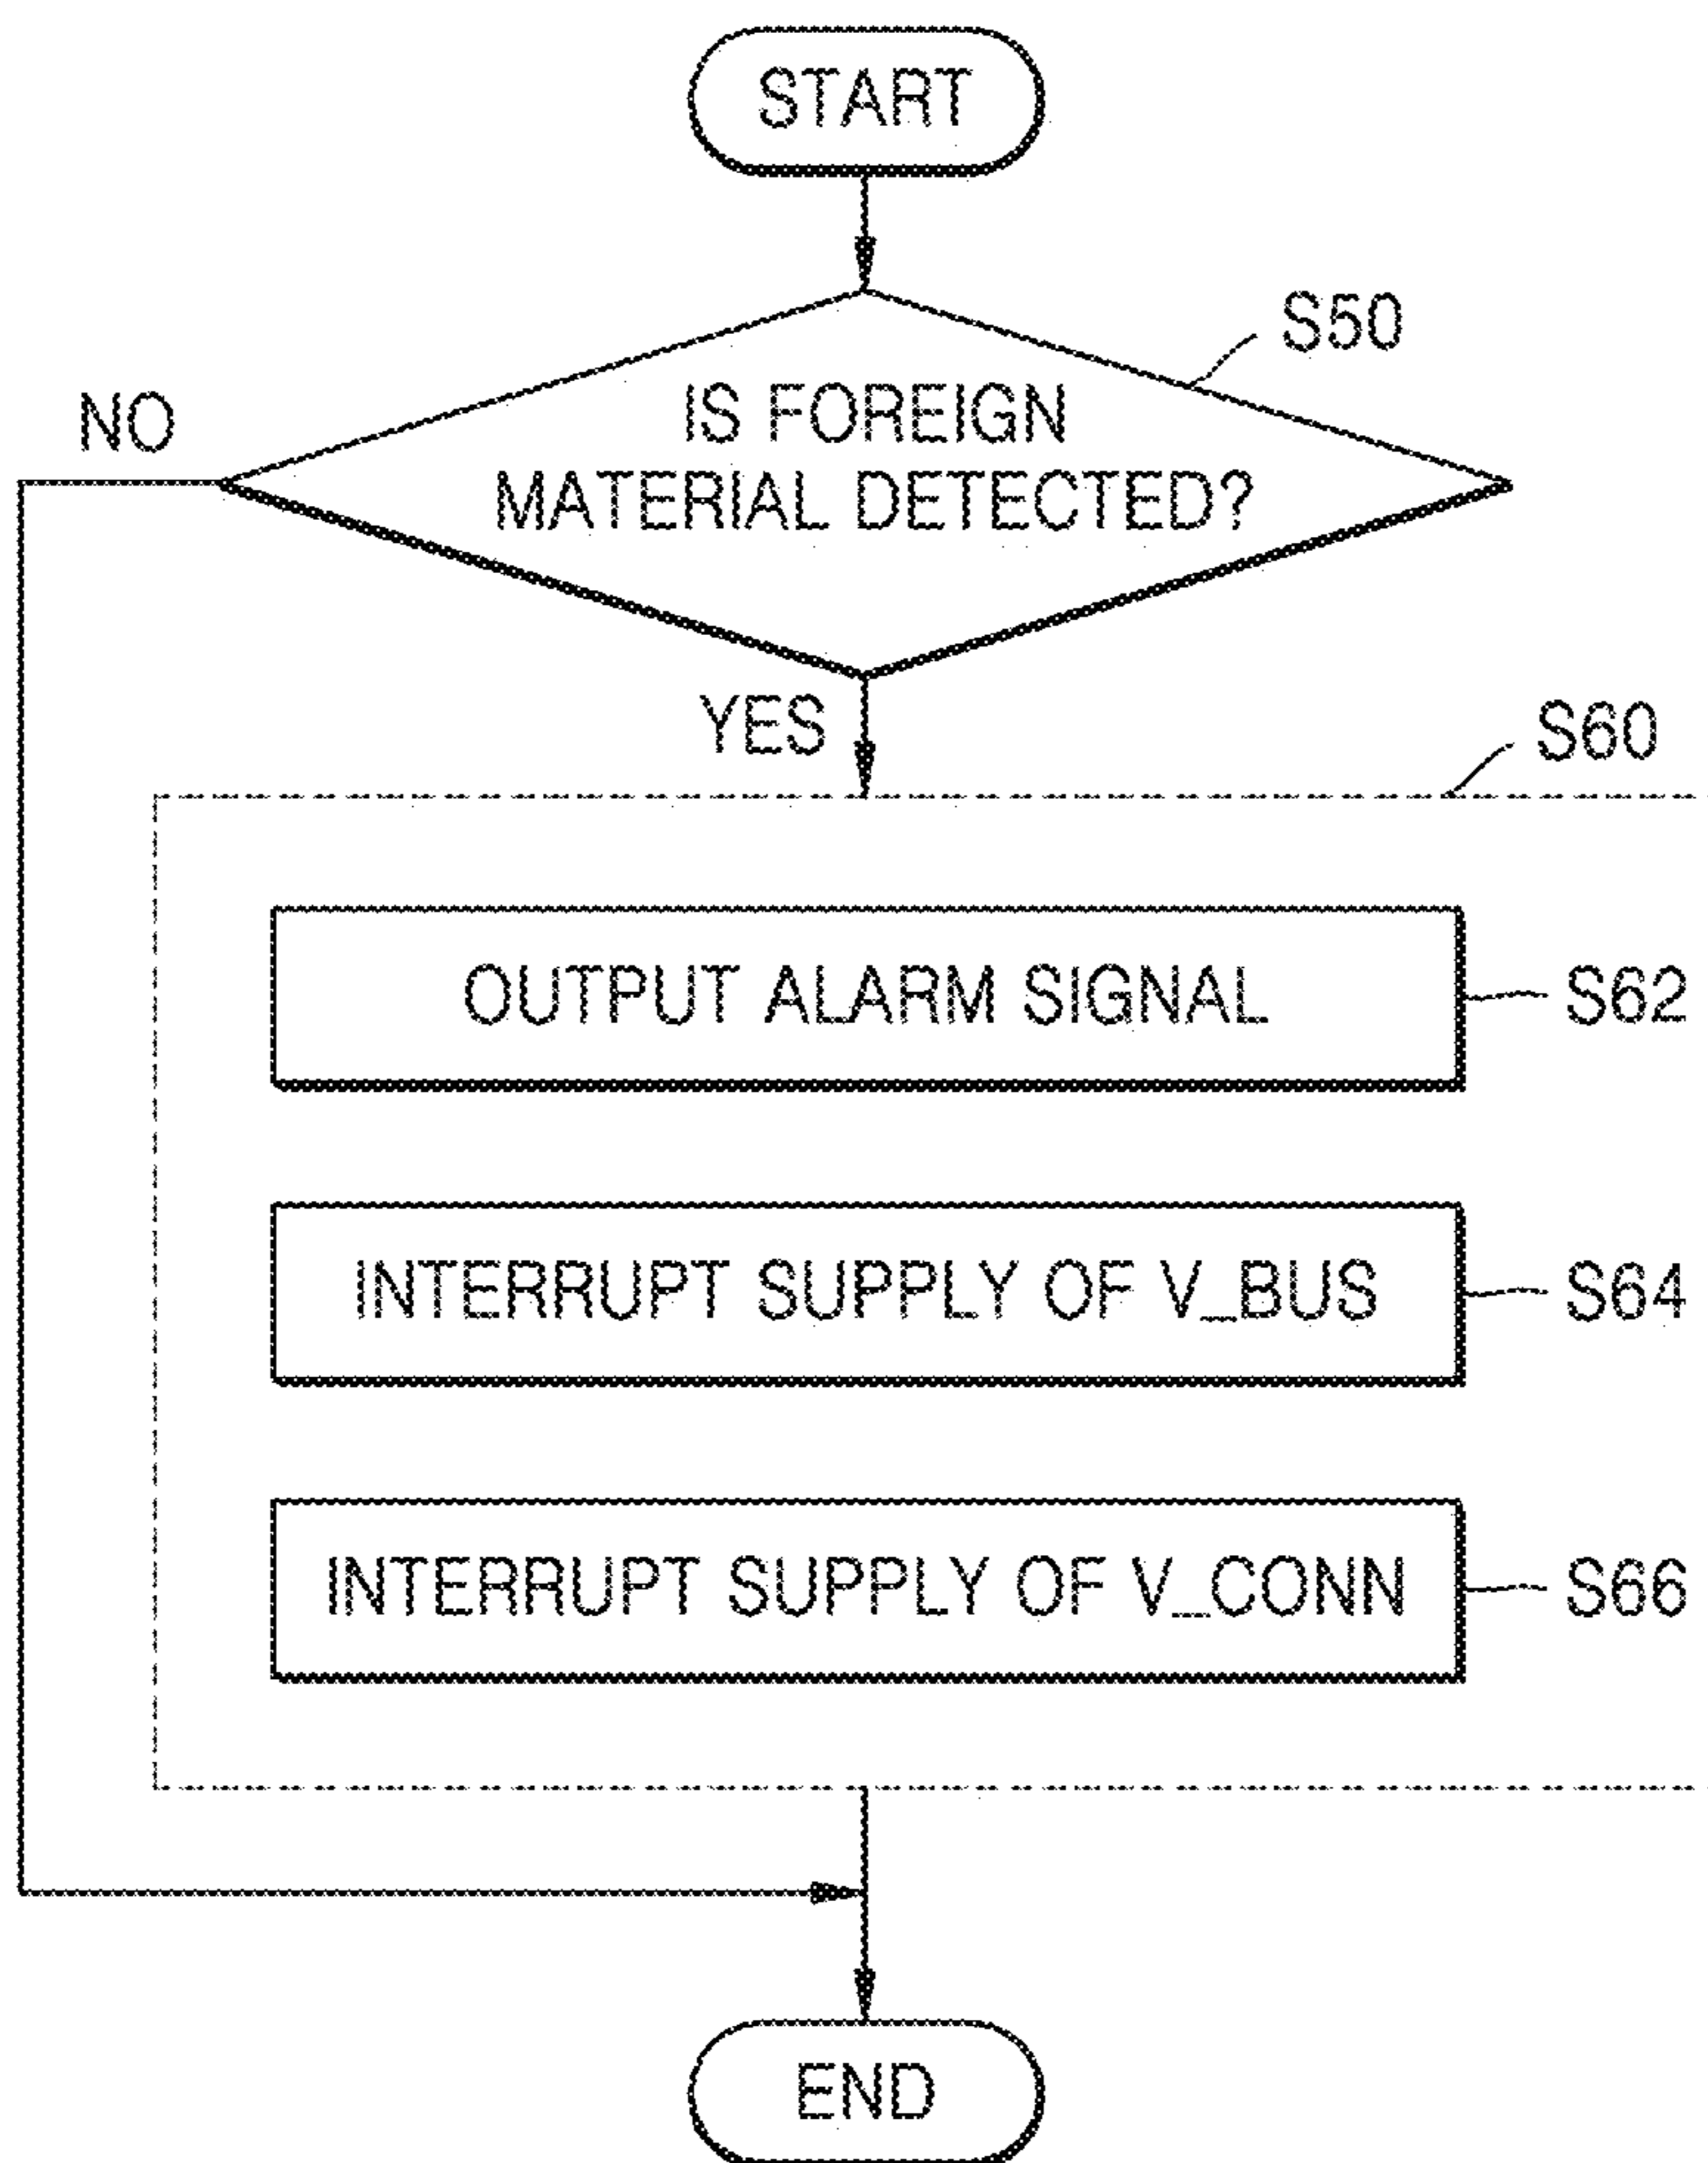 START
S50
IS FOREIGN
MATERIAL DETECTED?
NO
YES
S60
OUTPUT ALARM SIGNAL
S62
INTERRUPT SUPPLY OF V_BUS
S64
INTERRUPT SUPPLY OF V_CONN
S66
END